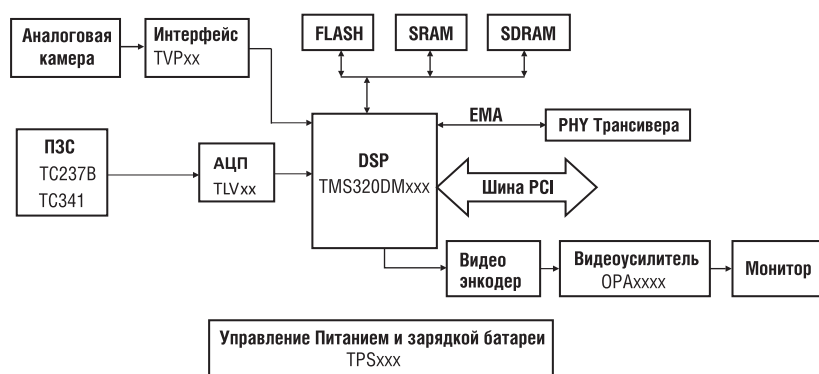 Аналоговая
камера
Интерфейс
TVPxx
FLASH
SRAM
SDRAM
EMA
PHY Трансивера
ПЗС
TC237B
TC341
АЦП
TLVxx
DSP
TMS320DMxxx
Шина PCI
Видео
энкодер
Видеоусилитель
OPAxxxx
Монитор
Управление Питанием и зарядкой батареи
TPSxxx